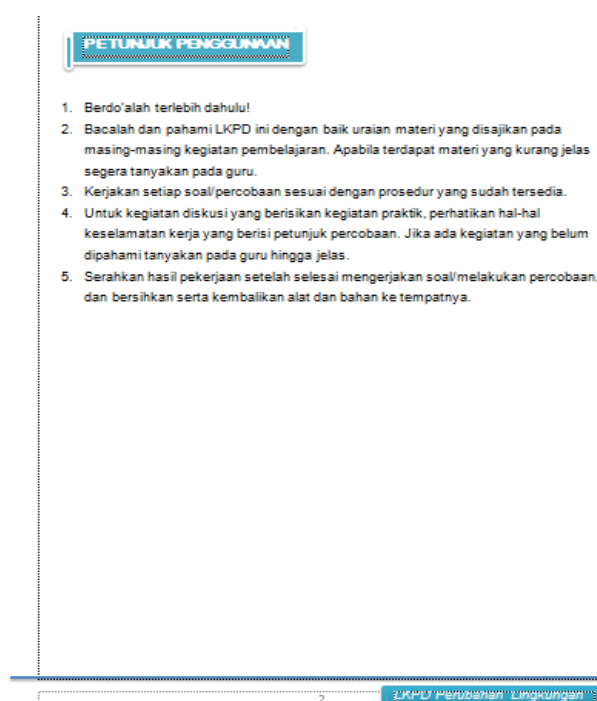 PETUNJUK PENGGUNAAN
1. Berdo'alah terlebih dahulu!
2. Bacalah dan pahami LKPD ini dengan baik uraian materi yang disajikan pada
masing-masing kegiatan pembelajaran. Apabila terdapat materi yang kurang jelas
segera tanyakan pada guru.
3. Kerjakan setiap soal/percobaan sesuai dengan prosedur yang sudah tersedia.
4. Untuk kegiatan diskusi yang berisikan kegiatan praktik, perhatikan hal-hal
keselamatan kerja yang berisi petunjuk percobaan. Jika ada kegiatan yang belum
dipahami tanyakan pada guru hingga jelas.
5. Serahkan hasil pekerjaan setelah selesai mengerjakan soal/melakukan percobaan,
dan bersihkan serta kembalikan alat dan bahan ke tempatnya.
2
LKPD Perubahan Lingkungan